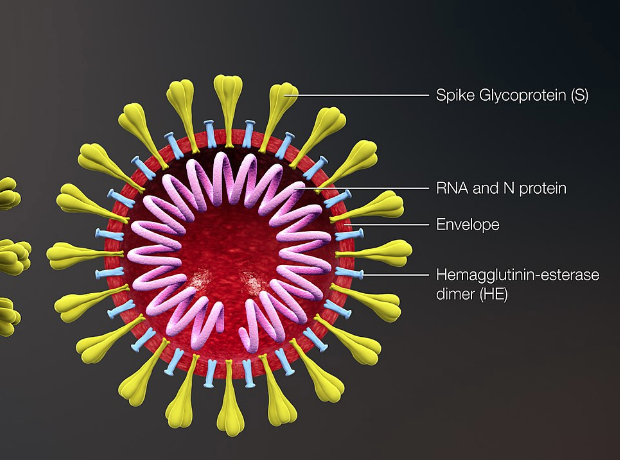 Spike Glycoprotein (S)
RNA and N protein
Envelope
Hemagglutinin-esterase
dimer (HE)